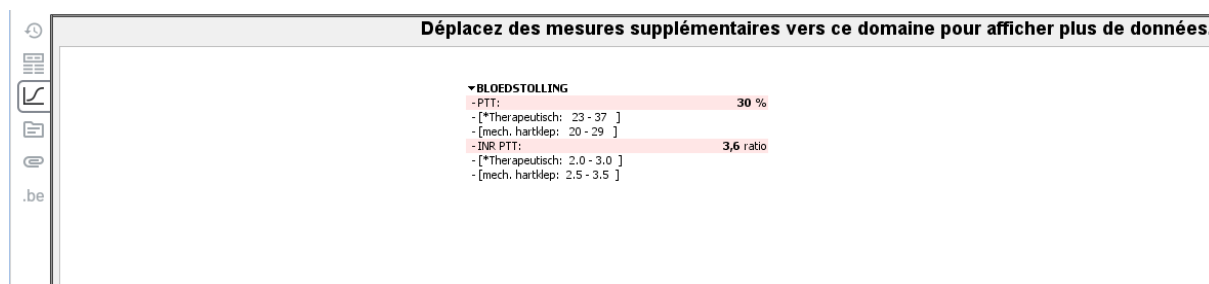 Déplacez des mesures supplémentaires vers ce domaine pour afficher plus de données.
BLOEDSTOLLING
- PTT: 30 %
- [*Therapeutisch: 23 - 37 ]
- [mech. hartklep: 20 - 29 ]
- INR PTT: 3,6 ratio
- [*Therapeutisch: 2.0 - 3.0 ]
- [mech. hartklep: 2.5 - 3.5 ]
.be